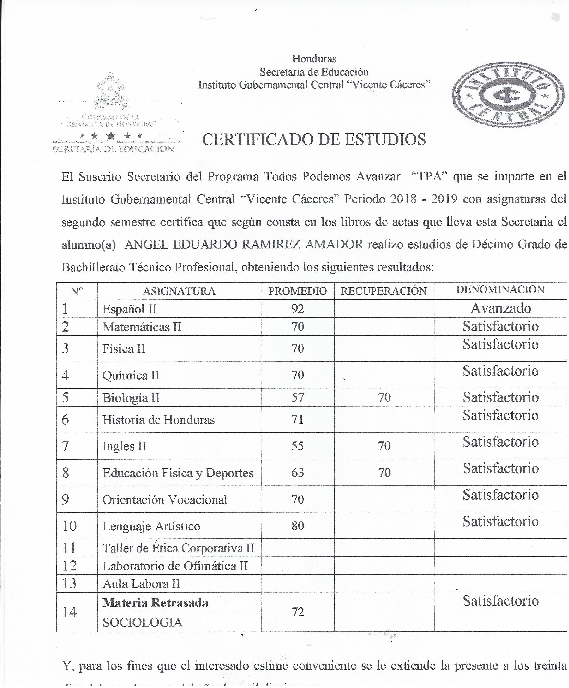 Honduras
Secretaria de Educación
Instituto Gubernamental Central “Vicente Cáceres”
INSTITUTO
CENTRAL
★ ★ ★ ★ ★
SECRETARÍA DE EDUCACIÓN
CERTIFICADO DE ESTUDIOS
El Suscrito Secretario del Programa Todos Podemos Avanzar “TPA” que se imparte en el
Instituto Gubernamental Central “Vicente Cáceres” Periodo 2018 - 2019 con asignaturas del
segundo semestre certifica que según consta en los libros de actas que lleva esta Secretaria el
alumno(a) ANGEL EDUARDO RAMIREZ AMADOR realizo estudios de Décimo Grado de
Bachillerato Técnico Profesional, obteniendo los siguientes resultados:
N° ASIGNATURA PROMEDIO RECUPERACIÓN DENOMINACIÓN
1 Español II 92 Avanzado
2 Matemáticas II 70 Satisfactorio
3 Física II 70 Satisfactorio
4 Química II 70 Satisfactorio
5 Biología II 57 70 Satisfactorio
6 Historia de Honduras 71 Satisfactorio
7 Ingles II 55 70 Satisfactorio
8 Educación Física y Deportes 63 70 Satisfactorio
9 Orientación Vocacional 70 Satisfactorio
10 Lenguaje Artístico 80 Satisfactorio
11 Taller de Ética Corporativa II
12 Laboratorio de Ofimática II
13 Aula Labora II
14 Materia Retrasada 72 Satisfactorio
SOCIOLOGIA
Y, para los fines que el interesado estime conveniente se le extiende la presente a los treinta